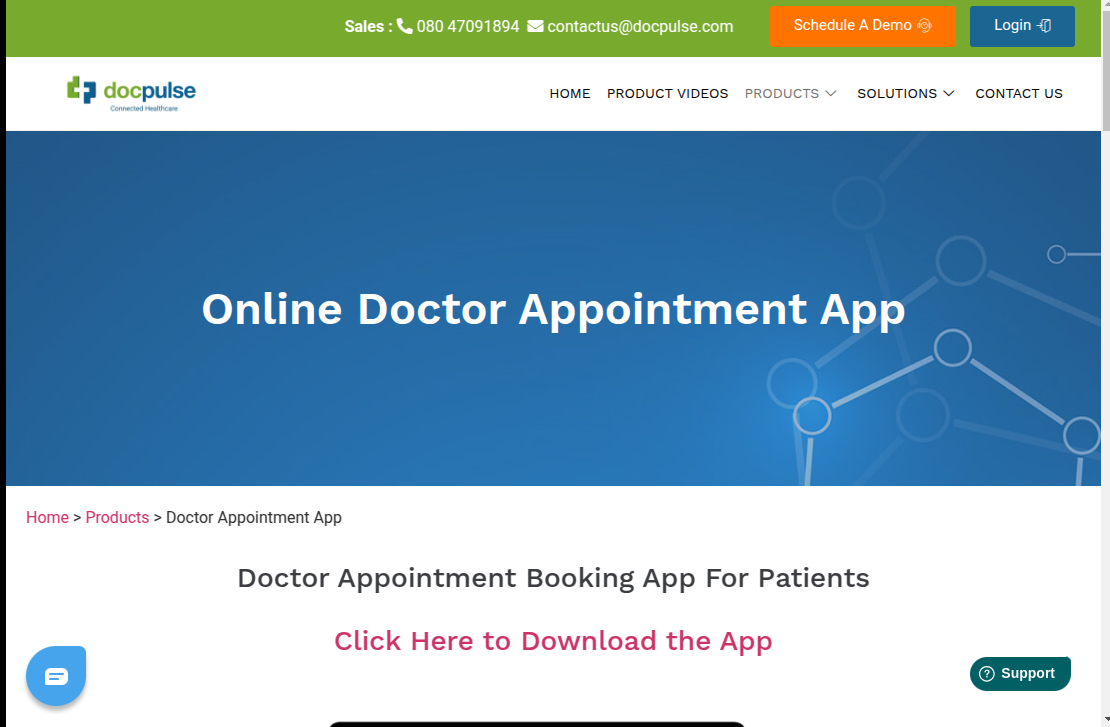 Sales : 080 47091894 contactus@docpulse.com Schedule A Demo Login
docpulse
Connected Healthcare
HOME PRODUCT VIDEOS PRODUCTS SOLUTIONS CONTACT US
Online Doctor Appointment App
Home > Products > Doctor Appointment App
Doctor Appointment Booking App For Patients
Click Here to Download the App
? Support